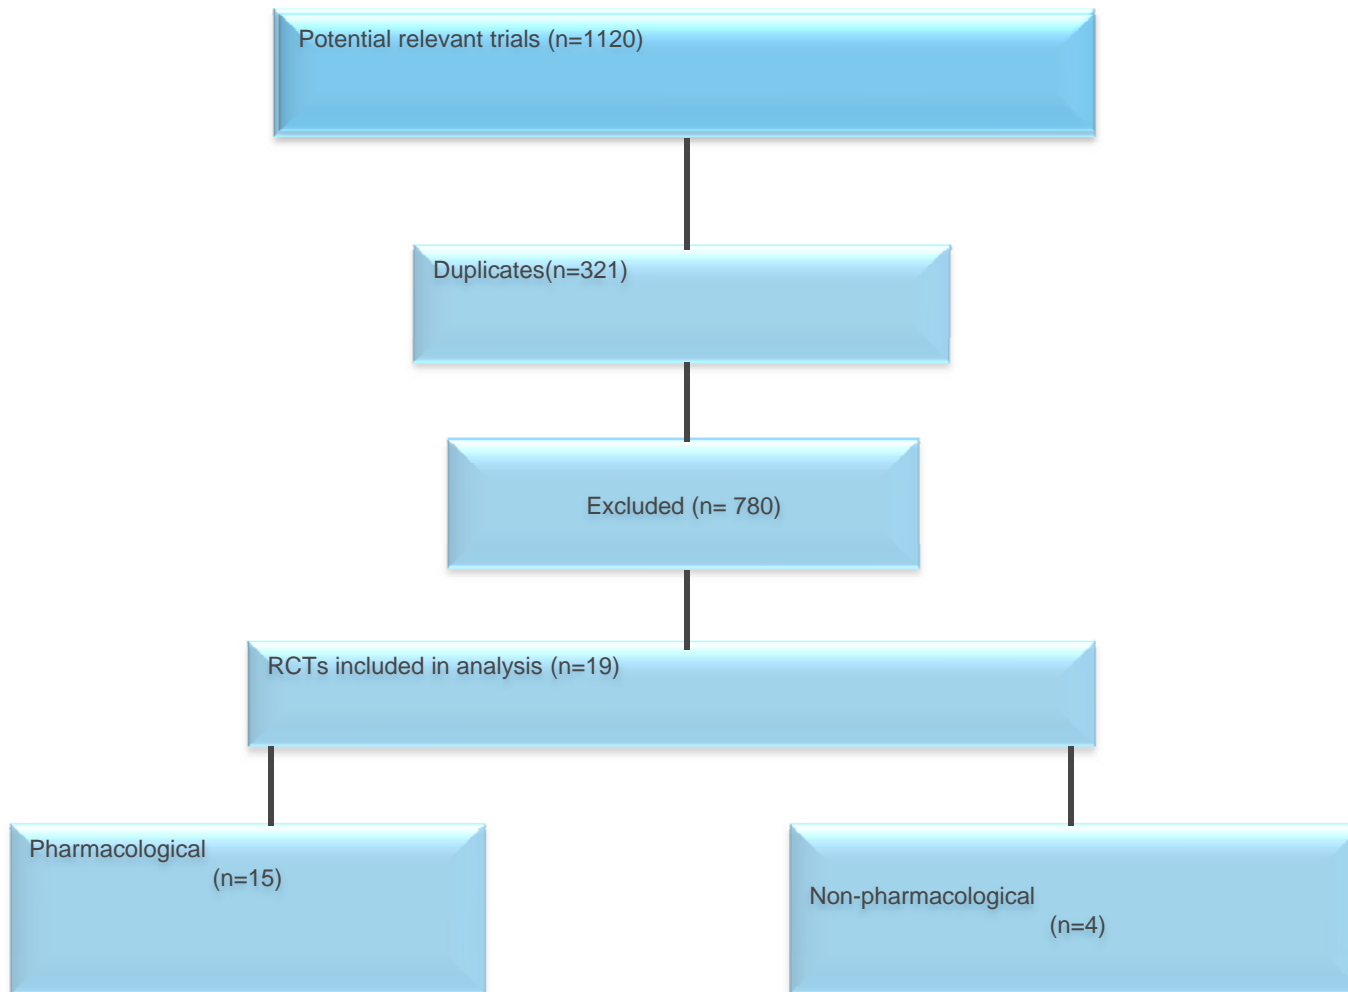 Potential relevant trials (n=1120)
Duplicates(n=321)
Excluded (n= 780)
RCTs included in analysis (n=19)
Pharmacological
(n=15)
Non-pharmacological
(n=4)